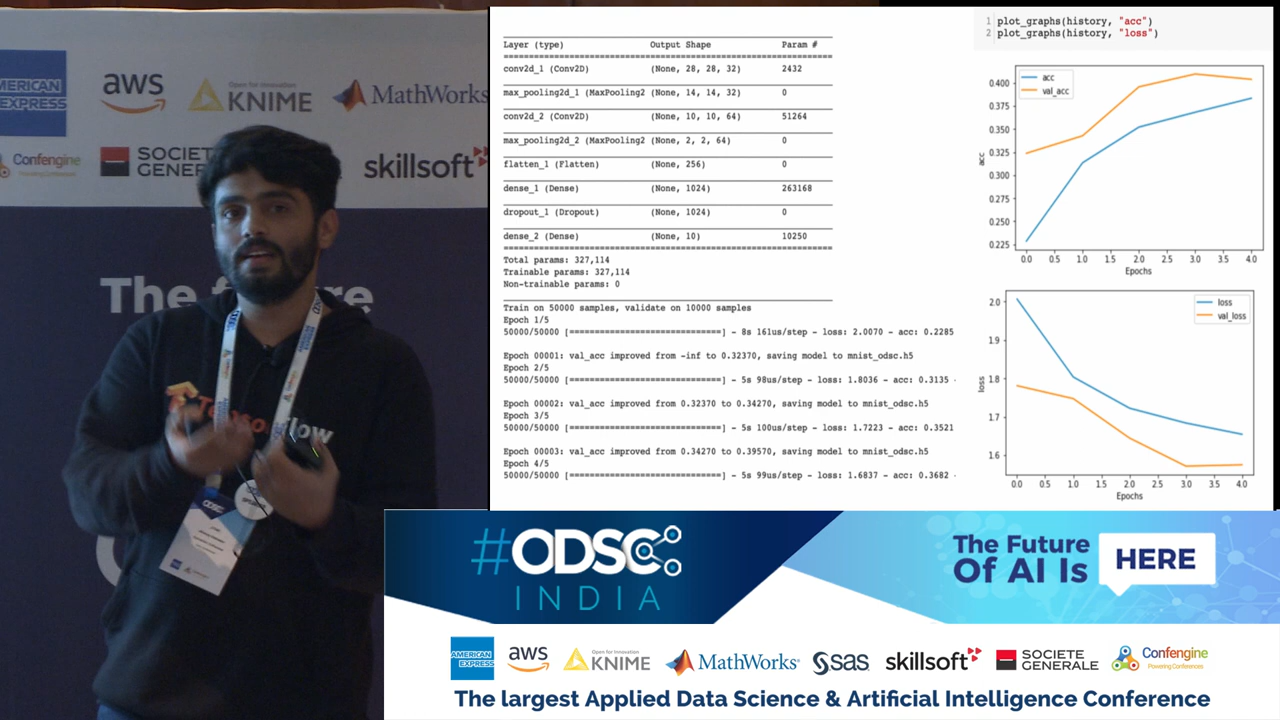 AMERICAN
EXPRESS
aws
Open for Innovation
KNIME
MathWorks
Confengine
Powering Conferences
SOCIETE
GENERALE
skillsoft
The future
TensorFlow
ODSC
Layer (type) Output Shape Param #
conv2d_1 (Conv2D) (None, 28, 28, 32) 2432
max_pooling2d_1 (MaxPooling2 (None, 14, 14, 32) 0
conv2d_2 (Conv2D) (None, 10, 10, 64) 51264
max_pooling2d_2 (MaxPooling2 (None, 2, 2, 64) 0
flatten_1 (Flatten) (None, 256) 0
dense_1 (Dense) (None, 1024) 263168
dropout_1 (Dropout) (None, 1024) 0
dense_2 (Dense) (None, 10) 10250
Total params: 327,114
Trainable params: 327,114
Non-trainable params: 0
Train on 50000 samples, validate on 10000 samples
Epoch 1/5
50000/50000 [==============================] - 8s 161us/step - loss: 2.0070 - acc: 0.2285
Epoch 00001: val_acc improved from -inf to 0.32370, saving model to mnist_odsc.h5
Epoch 2/5
50000/50000 [==============================] - 5s 98us/step - loss: 1.8036 - acc: 0.3135 -
Epoch 00002: val_acc improved from 0.32370 to 0.34270, saving model to mnist_odsc.h5
Epoch 3/5
50000/50000 [==============================] - 5s 100us/step - loss: 1.7223 - acc: 0.3521
Epoch 00003: val_acc improved from 0.34270 to 0.39570, saving model to mnist_odsc.h5
Epoch 4/5
50000/50000 [==============================] - 5s 99us/step - loss: 1.6837 - acc: 0.3682 -
1 plot_graphs(history, "acc")
2 plot_graphs(history, "loss")
acc
val_acc
0.400
0.375
0.350
0.325
0.300
0.275
0.250
0.225
acc
0.0 0.5 1.0 1.5 2.0 2.5 3.0 3.5 4.0
Epochs
loss
val_loss
2.0
1.9
1.8
1.7
1.6
loss
0.0 0.5 1.0 1.5 2.0 2.5 3.0 3.5 4.0
Epochs
#ODSC
INDIA
The Future
Of AI Is
HERE
AMERICAN
EXPRESS
aws
Open for Innovation
KNIME
MathWorks
SAS
skillsoft
SOCIETE
GENERALE
Confengine
Powering Conferences
The largest Applied Data Science & Artificial Intelligence Conference